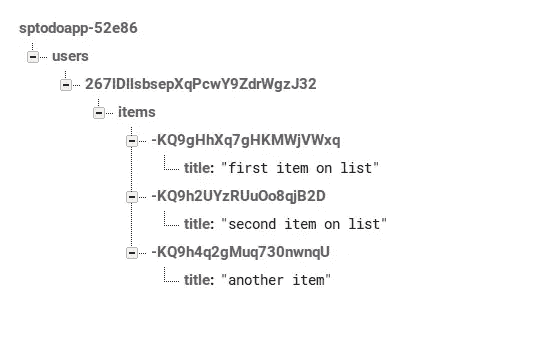 sptodoapp-52e86
users
267lDllsbsepXqPcwY9ZdrWgzJ32
items
-KQ9gHhXq7gHKMWjVWxq
title: "first item on list"
-KQ9h2UYzRUuOo8qjB2D
title: "second item on list"
-KQ9h4q2gMuq730nwnqU
title: "another item"